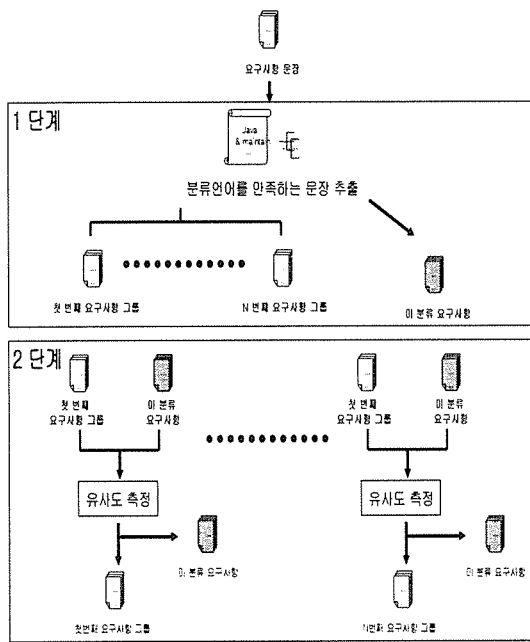 요구사항 문장
1 단계
Java
& maintain
분류언어를 만족하는 문장 추출
첫 번째 요구사항 그룹
N 번째 요구사항 그룹
미 분류 요구사항
2 단계
첫 번째
요구사항 그룹
미 분류
요구사항
첫 번째
요구사항 그룹
미 분류
요구사항
유사도 측정
유사도 측정
미 분류 요구사항
미 분류 요구사항
첫번째 요구사항 그룹
N번째 요구사항 그룹